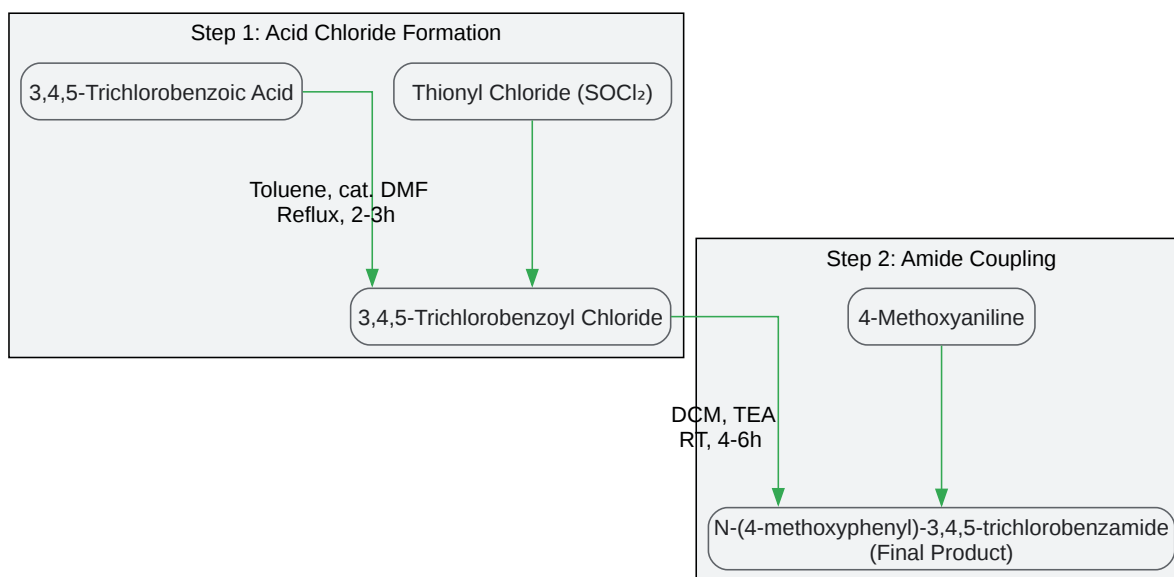 Step 1: Acid Chloride Formation
3,4,5-Trichlorobenzoic Acid
Thionyl Chloride (SOCl₂)
Toluene, cat. DMF
Reflux, 2-3h
3,4,5-Trichlorobenzoyl Chloride
Step 2: Amide Coupling
4-Methoxyaniline
DCM, TEA
RT, 4-6h
N-(4-methoxyphenyl)-3,4,5-trichlorobenzamide
(Final Product)